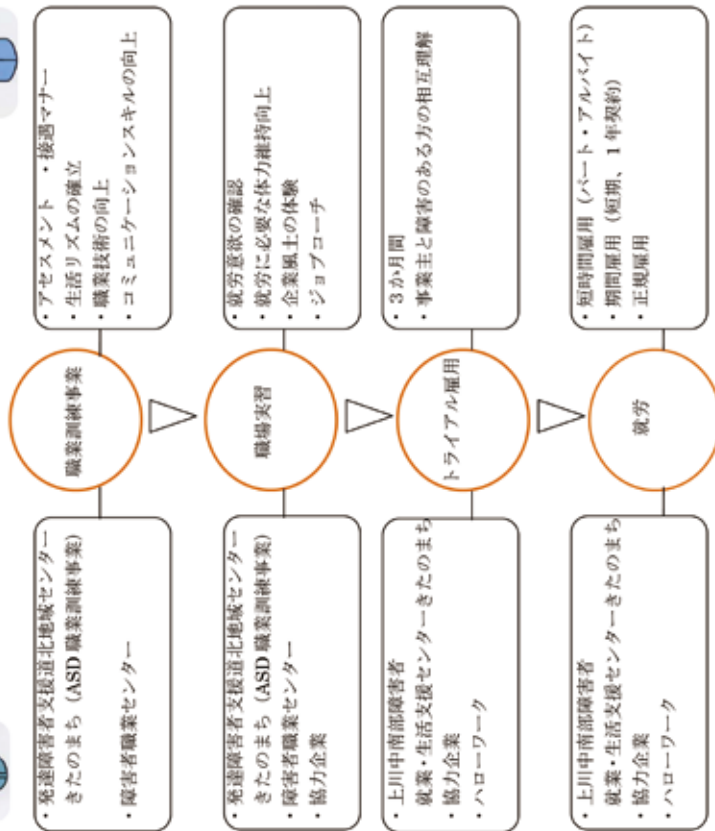 ・発達障害者支援道北地域センター
きたのまち（ASD 職業訓練事業）
・障害者職業センター
職業訓練事業
・アセスメント　・接遇マナー
・生活リズムの確立
・職業技術の向上
・コミュニケーションスキルの向上
・発達障害者支援道北地域センター
きたのまち（ASD 職業訓練事業）
・障害者職業センター
・協力企業
職場実習
・就労意欲の確認
・就労に必要な体力維持向上
・企業風土の体験
・ジョブコーチ
・上川中南部障害者
就業・生活支援センターきたのまち
・協力企業
・ハローワーク
トライアル雇用
・3か月間
・事業主と障害のある方の相互理解
・上川中南部障害者
就業・生活支援センターきたのまち
・協力企業
・ハローワーク
就労
・短時間雇用（パート・アルバイト）
・期間雇用（短期、1年契約）
・正規雇用